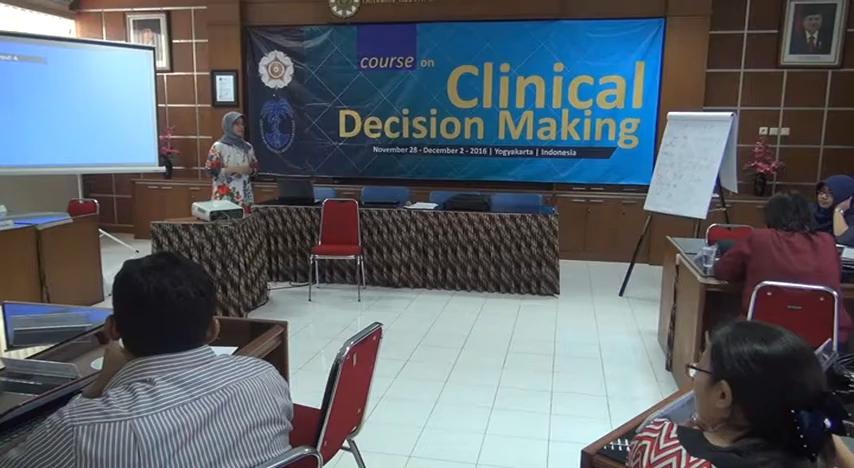 course on
Clinical
Decision Making
November 28 - December 2 - 2016 | Yogyakarta | Indonesia